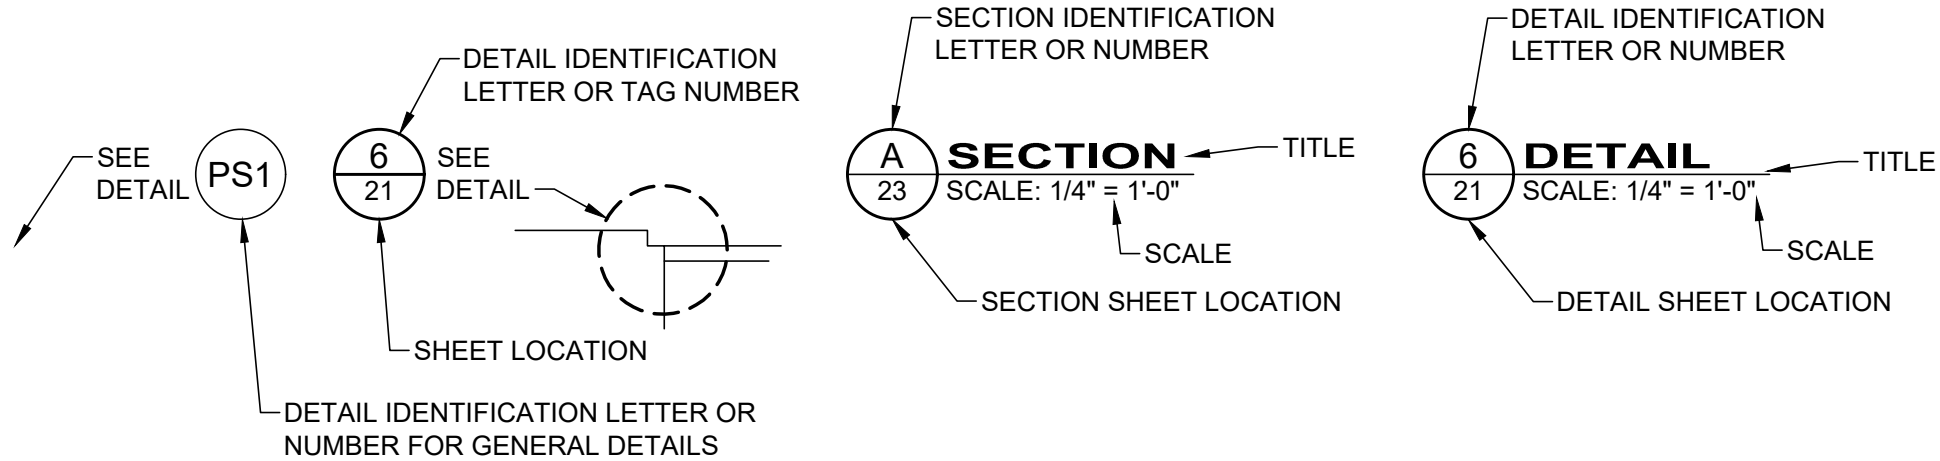 SEE
DETAIL
PS1
DETAIL IDENTIFICATION LETTER OR
NUMBER FOR GENERAL DETAILS
DETAIL IDENTIFICATION
LETTER OR TAG NUMBER
6
21
SEE
DETAIL
SHEET LOCATION
SECTION IDENTIFICATION
LETTER OR NUMBER
A
23
SECTION
SCALE: 1/4" = 1'-0"
TITLE
SCALE
SECTION SHEET LOCATION
DETAIL IDENTIFICATION
LETTER OR NUMBER
6
21
DETAIL
SCALE: 1/4" = 1'-0"
TITLE
SCALE
DETAIL SHEET LOCATION